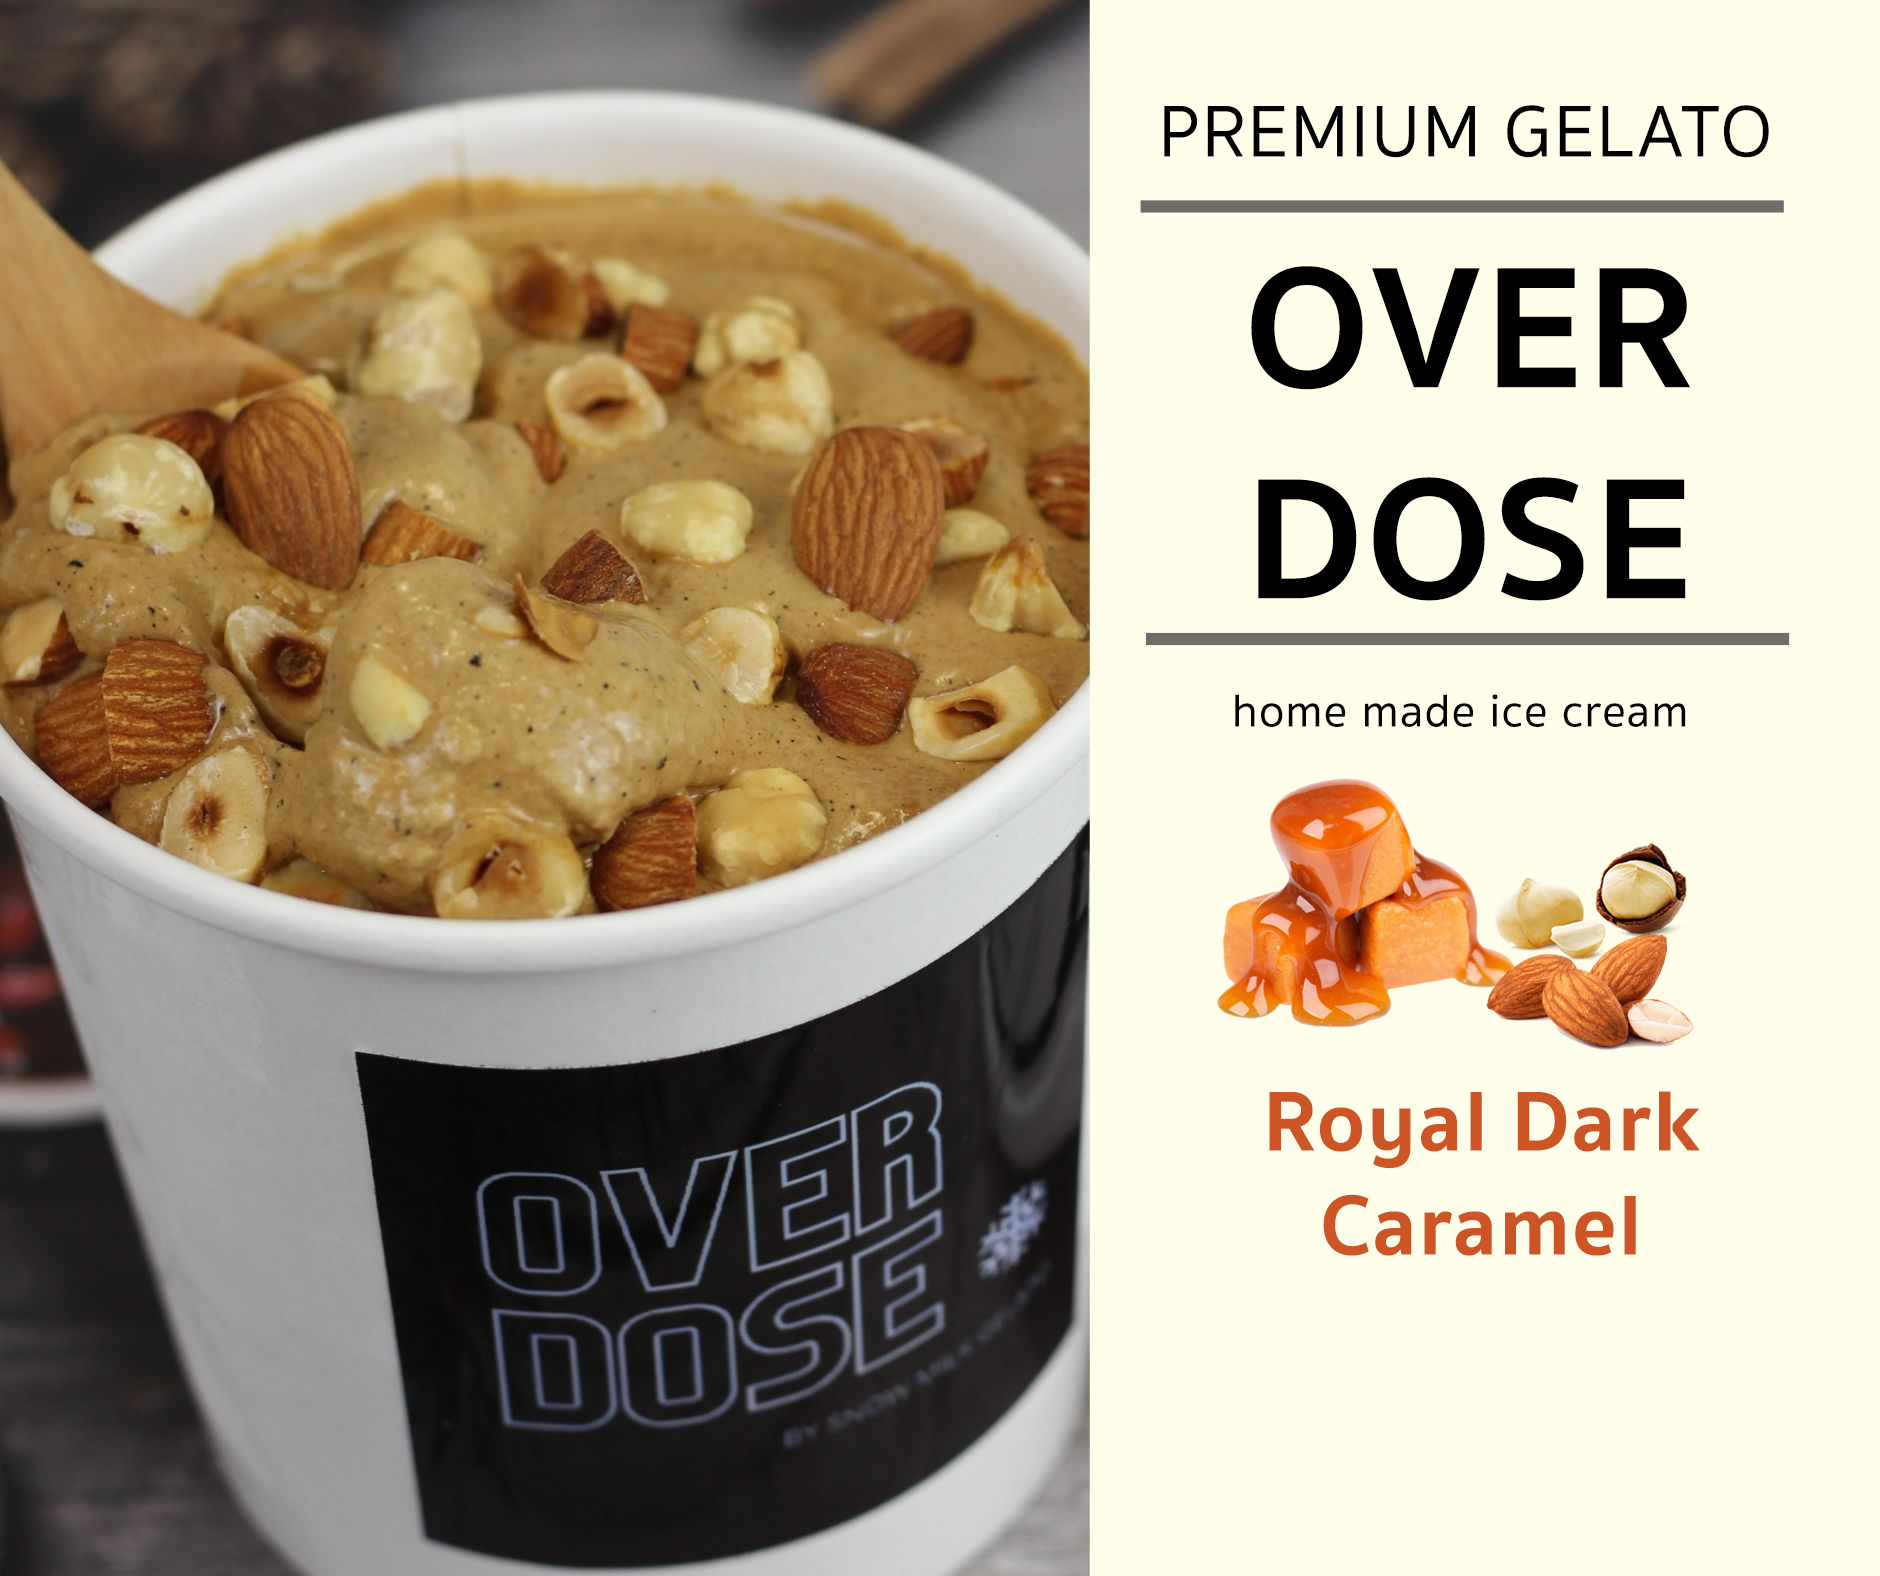 PREMIUM GELATO
OVER
DOSE
home made ice cream
Royal Dark
Caramel
OVER
DOSE
BY SNOW MILK GELATO